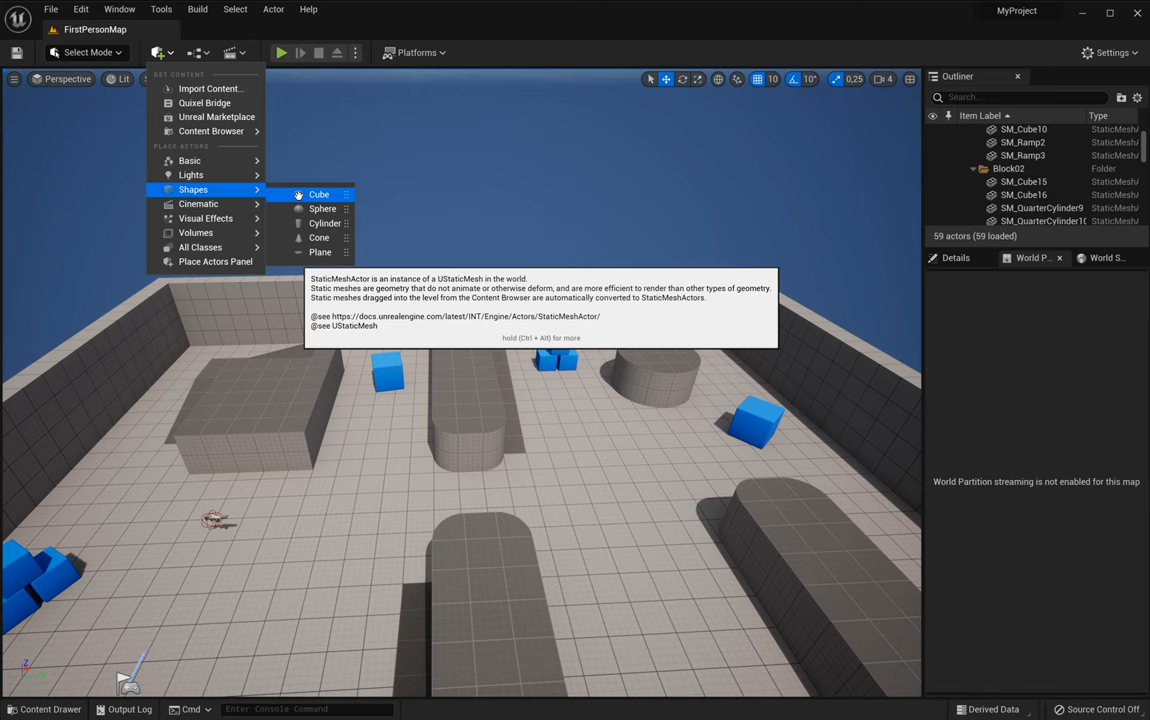 File Edit Window Tools Build Select Actor Help
MyProject
FirstPersonMap
Select Mode
Platforms
Settings
Perspective
Lit
10
10°
0,25
4
GET CONTENT
Import Content...
Quixel Bridge
Unreal Marketplace
Content Browser
PLACE ACTORS
Basic
Lights
Shapes
Cinematic
Visual Effects
Volumes
All Classes
Place Actors Panel
Cube
Sphere
Cylinder
Cone
Plane
StaticMeshActor is an instance of a UStaticMesh in the world.
Static meshes are geometry that do not animate or otherwise deform, and are more efficient to render than other types of geometry.
Static meshes dragged into the level from the Content Browser are automatically converted to StaticMeshActors.
@see https://docs.unrealengine.com/latest/INT/Engine/Actors/StaticMeshActor/
@see UStaticMesh
hold (Ctrl + Alt) for more
Outliner
Search...
Item Label Type
SM_Cube10 StaticMeshA
SM_Ramp2 StaticMeshA
SM_Ramp3 StaticMeshA
Block02 Folder
SM_Cube15 StaticMeshA
SM_Cube16 StaticMeshA
SM_QuarterCylinder9 StaticMeshA
SM_QuarterCylinder10 StaticMeshA
59 actors (59 loaded)
Details
World P...
World S...
World Partition streaming is not enabled for this map
Z
Content Drawer
Output Log
Cmd
Enter Console Command
Derived Data
Source Control Off